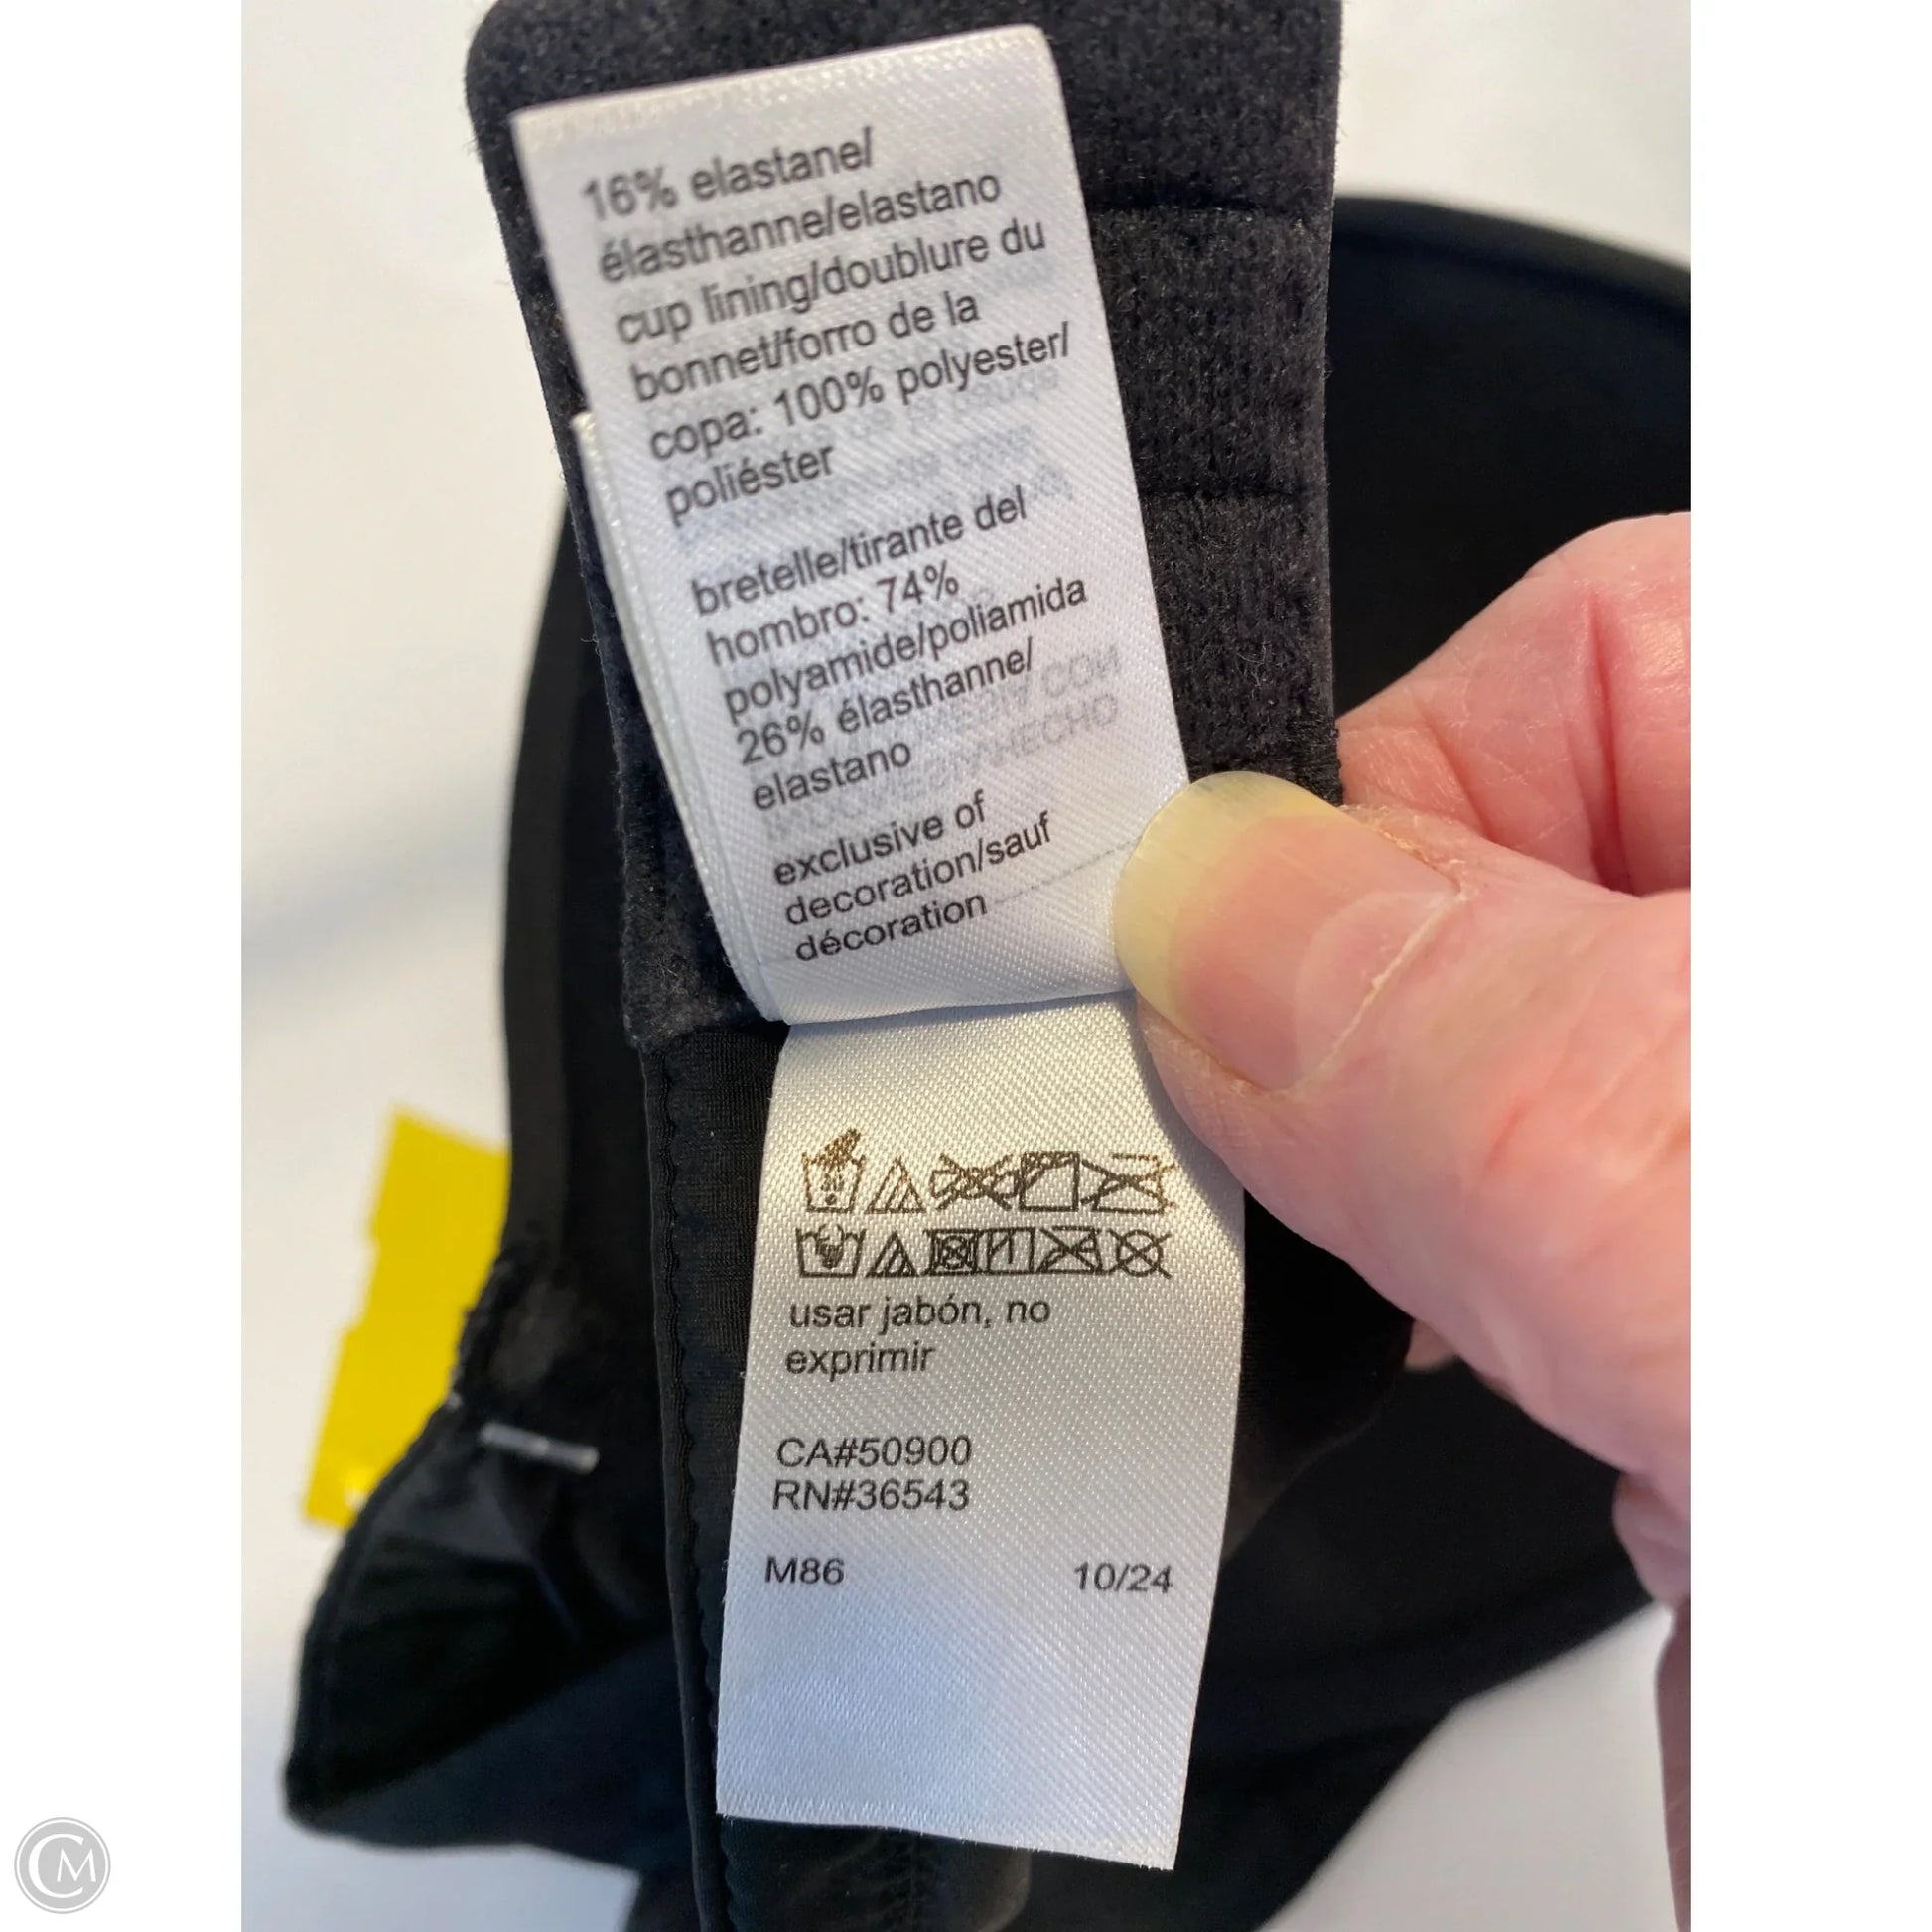 16% elastane/
élasthanne/elastano
cup lining/doublure du
bonnet/forro de la
copa: 100% polyester/
poliéster
bretelle/tirante del
hombro: 74%
polyamide/poliamida
26% élasthanne/
elastano
exclusive of
decoration/sauf
décoration
30
usar jabón, no
exprimir
CA#50900
RN#36543
M86 10/24
CM